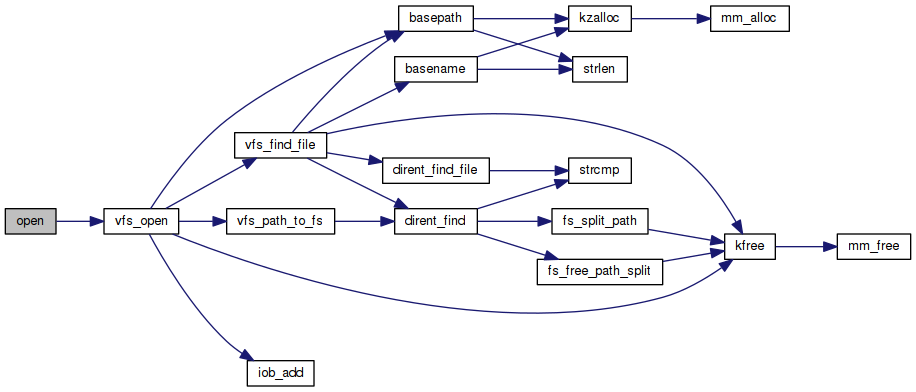 open
vfs_open
basepath
kzalloc
mm_alloc
basename
strlen
vfs_find_file
dirent_find_file
strcmp
vfs_path_to_fs
dirent_find
fs_split_path
kfree
mm_free
fs_free_path_split
iob_add